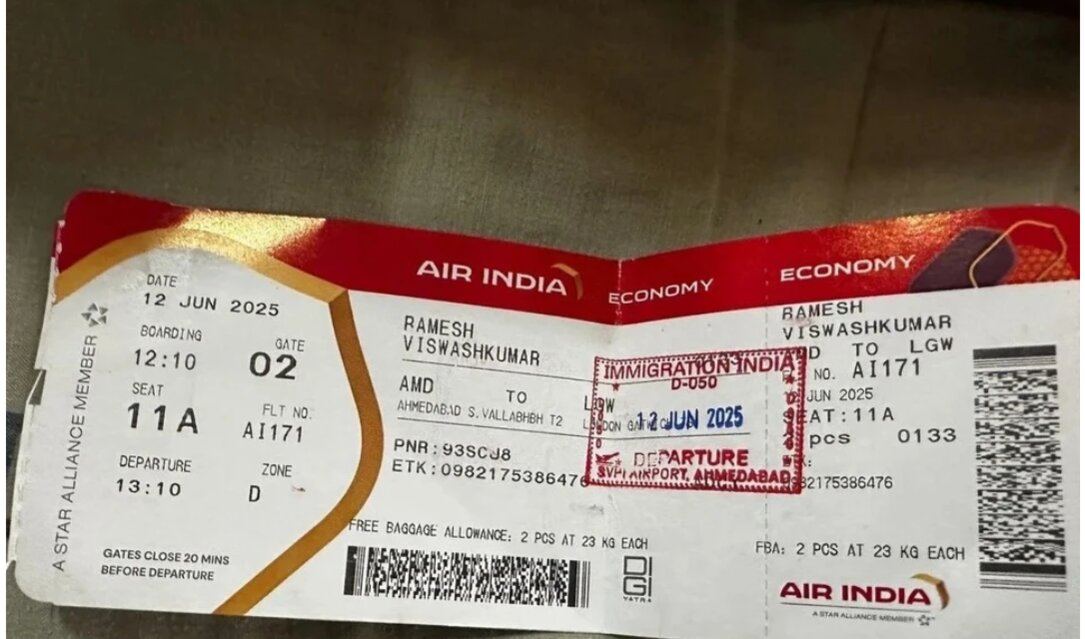 A STAR ALLIANCE MEMBER
DATE
12 JUN 2025
BOARDING
12:10
GATE
02
SEAT
11A
FLT NO.
AI171
DEPARTURE
13:10
ZONE
D
GATES CLOSE 20 MINS
BEFORE DEPARTURE
AIR INDIA
ECONOMY
RAMESH
VISWASHKUMAR
AMD TO LGW
AHMEDABAD S.VALLABHBH T2
PNR:93SCJ8
ETK:0982175386476
FREE BAGGAGE ALLOWANCE: 2 PCS AT 23 KG EACH
DIGI
YATRA
IMMIGRATION INDIA
D-050
12 JUN 2025
DEPARTURE
SVPI AIRPORT, AHMEDABAD
ECONOMY
RAMESH
VISWASHKUMAR
TO LGW
NO. AI171
JUN 2025
11A
pcs 0133
82175386476
FBA: 2 PCS AT 23 KG EACH
AIR INDIA
A STAR ALLIANCE MEMBER